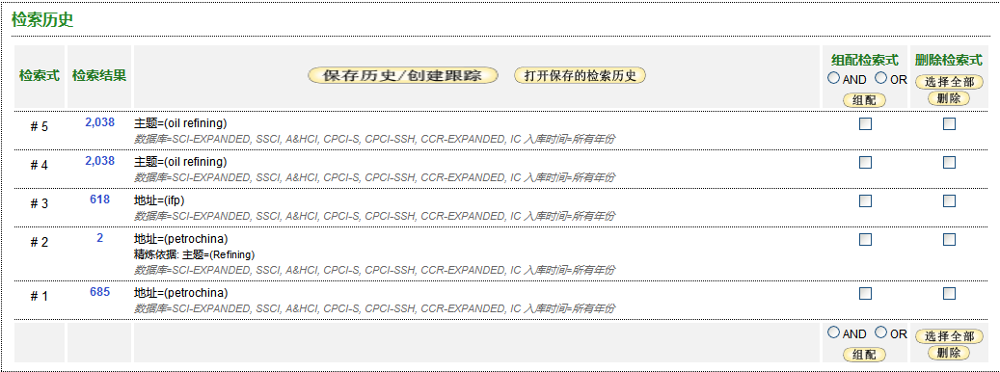 检索历史
检索式 检索结果 保存历史/创建跟踪 打开保存的检索历史 组配检索式 删除检索式
AND OR 选择全部
组配 删除
# 5 2,038 主题=(oil refining)
数据库=SCI-EXPANDED, SSCI, A&HCI, CPCI-S, CPCI-SSH, CCR-EXPANDED, IC 入库时间=所有年份
# 4 2,038 主题=(oil refining)
数据库=SCI-EXPANDED, SSCI, A&HCI, CPCI-S, CPCI-SSH, CCR-EXPANDED, IC 入库时间=所有年份
# 3 618 地址=(ifp)
数据库=SCI-EXPANDED, SSCI, A&HCI, CPCI-S, CPCI-SSH, CCR-EXPANDED, IC 入库时间=所有年份
# 2 2 地址=(petrochina)
精炼依据: 主题=(Refining)
数据库=SCI-EXPANDED, SSCI, A&HCI, CPCI-S, CPCI-SSH, CCR-EXPANDED, IC 入库时间=所有年份
# 1 685 地址=(petrochina)
数据库=SCI-EXPANDED, SSCI, A&HCI, CPCI-S, CPCI-SSH, CCR-EXPANDED, IC 入库时间=所有年份
AND OR 选择全部
组配 删除